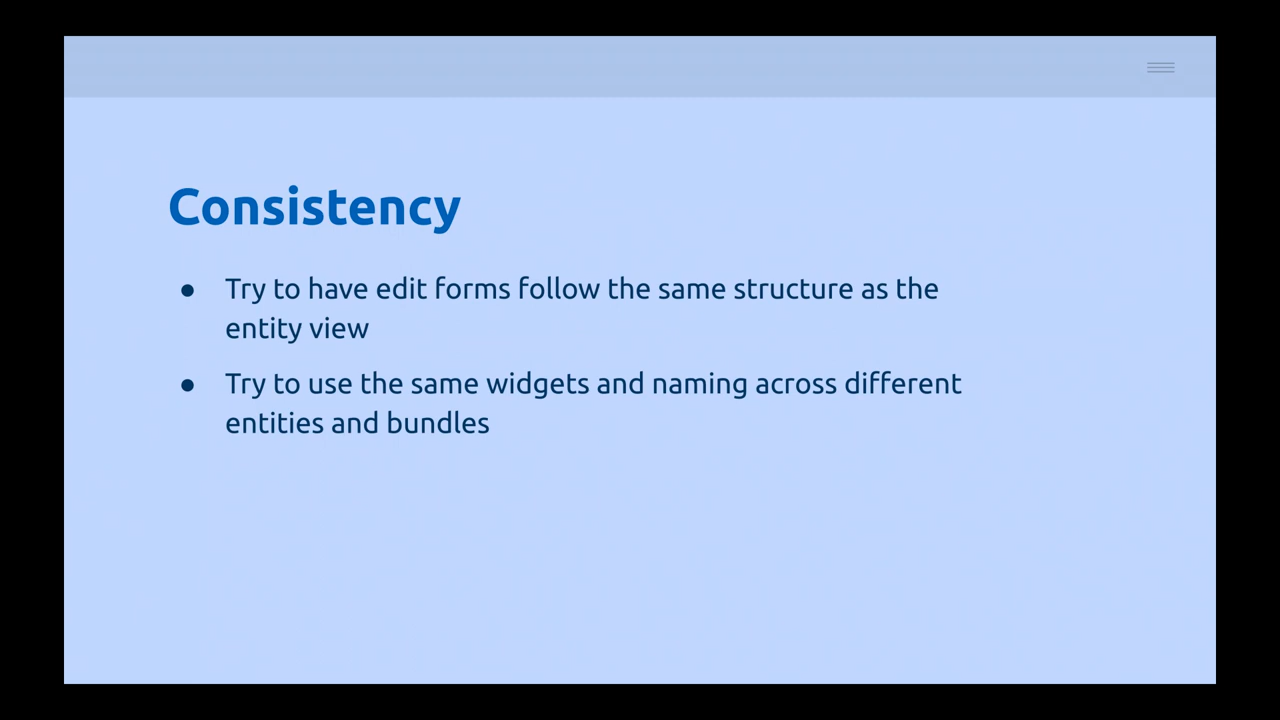 Consistency
● Try to have edit forms follow the same structure as the
entity view
● Try to use the same widgets and naming across different
entities and bundles